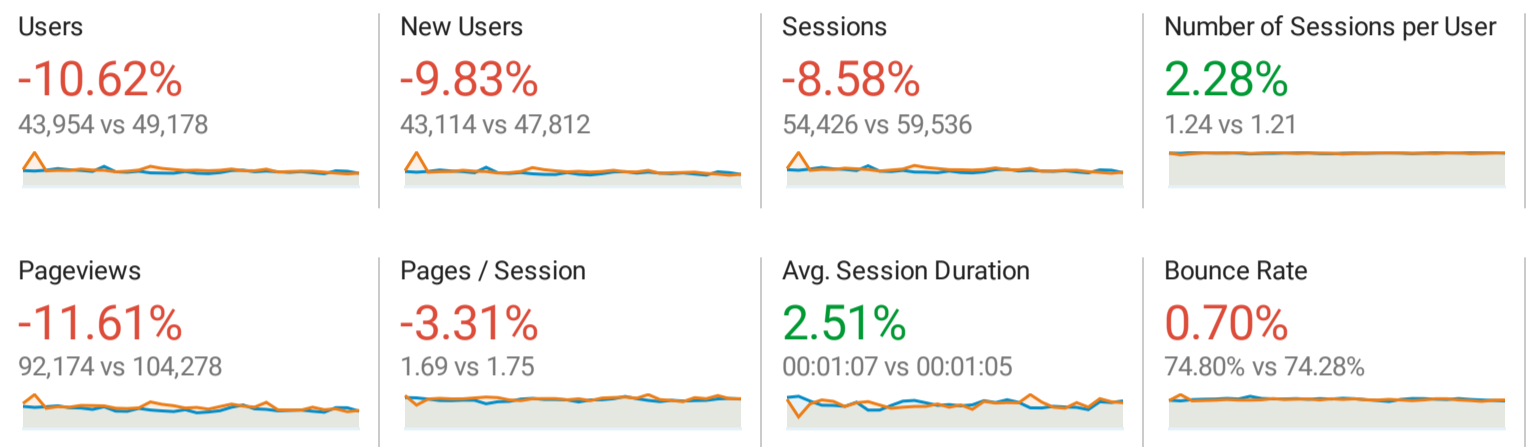 Users
-10.62%
43,954 vs 49,178
New Users
-9.83%
43,114 vs 47,812
Sessions
-8.58%
54,426 vs 59,536
Number of Sessions per User
2.28%
1.24 vs 1.21
Pageviews
-11.61%
92,174 vs 104,278
Pages / Session
-3.31%
1.69 vs 1.75
Avg. Session Duration
2.51%
00:01:07 vs 00:01:05
Bounce Rate
0.70%
74.80% vs 74.28%